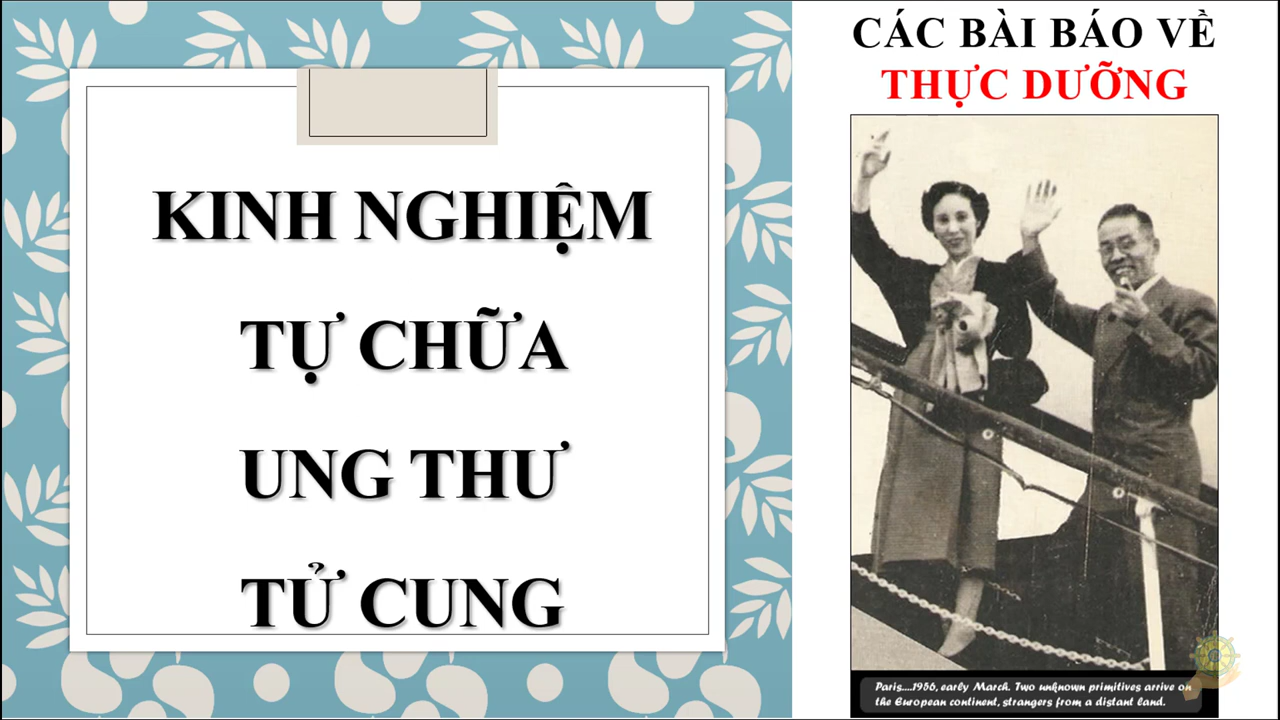 KINH NGHIỆM
TỰ CHỮA
UNG THƯ
TỬ CUNG
CÁC BÀI BÁO VỀ
THỰC DƯỠNG
Paris....1956, early March. Two unknown primitives arrive on
the European continent, strangers from a distant land.